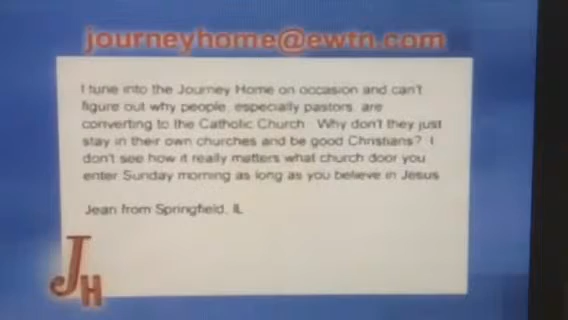 journeyhome@ewtn.com
I tune into the Journey Home on occasion and can't
figure out why people, especially pastors, are
converting to the Catholic Church. Why don't they just
stay in their own churches and be good Christians? I
don't see how it really matters what church door you
enter Sunday morning as long as you believe in Jesus
Jean from Springfield, IL
JH